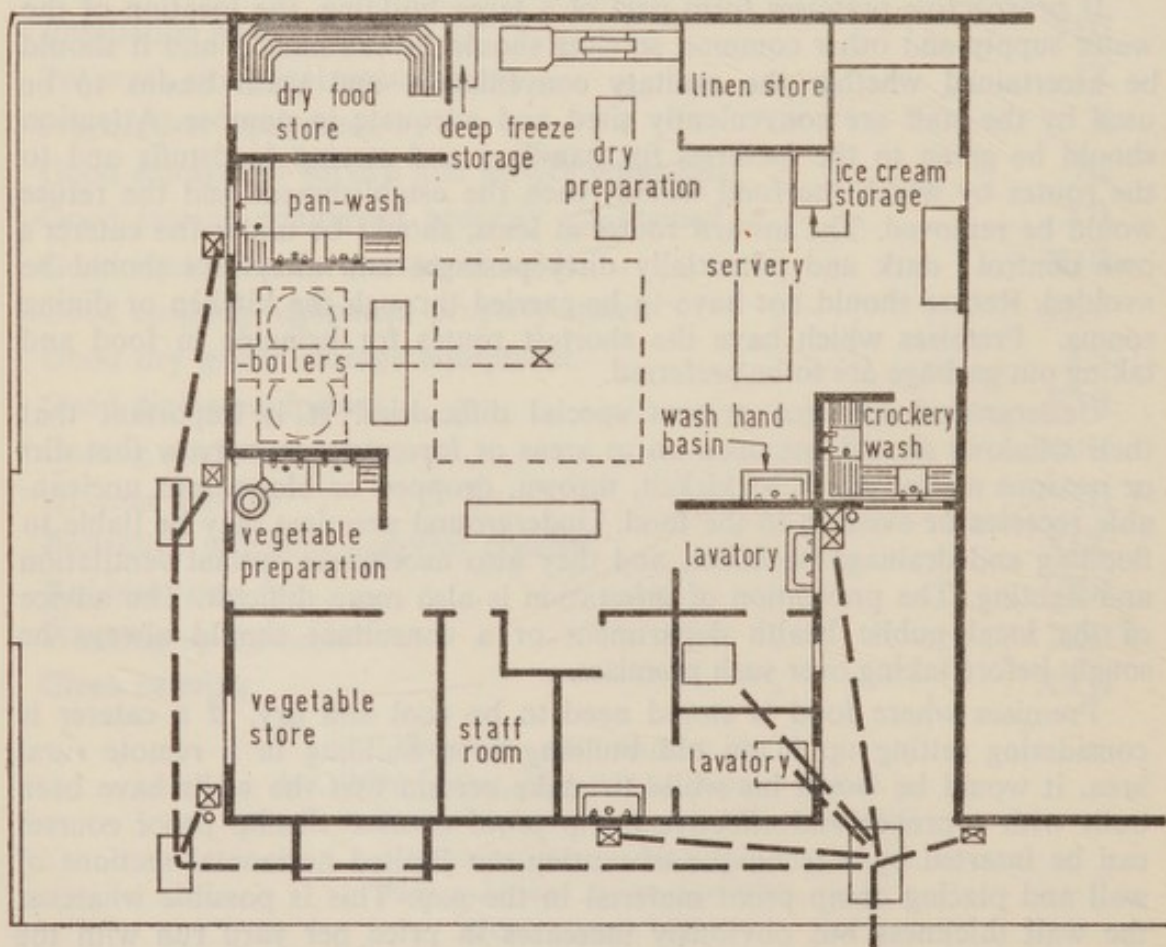 dry food
store
deep freeze
storage
dry
preparation
linen store
ice cream
storage
pan-wash
servery
boilers
wash hand
basin
crockery
wash
vegetable
preparation
lavatory
vegetable
store
staff
room
lavatory